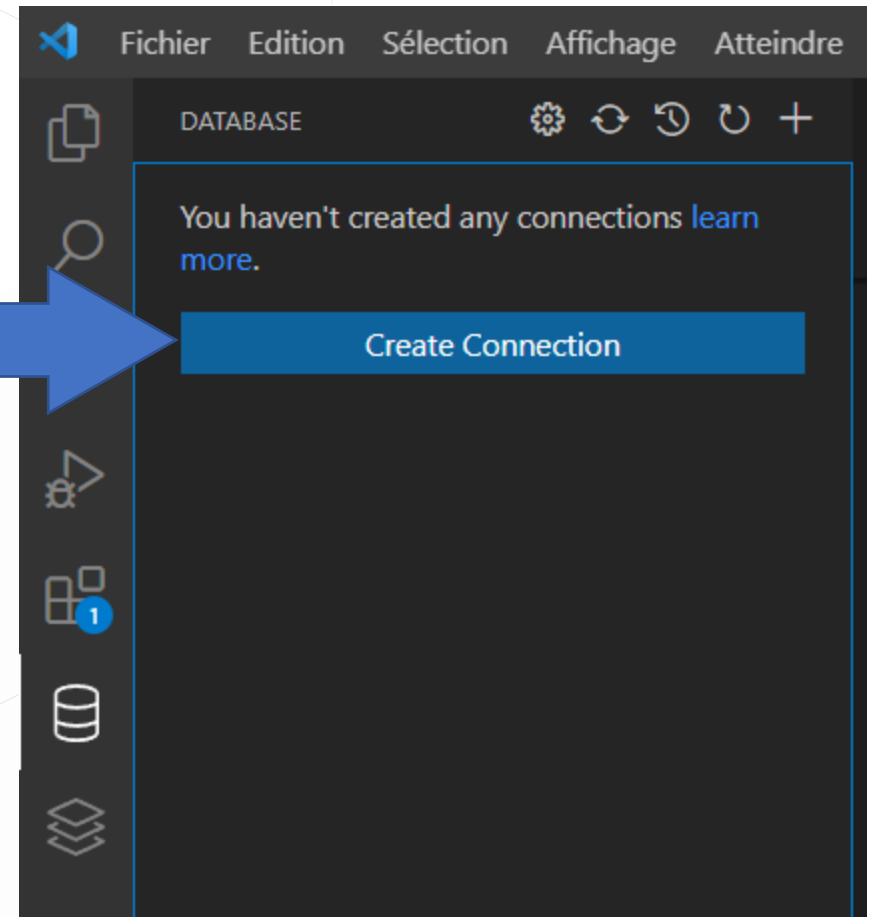 Fichier Edition Sélection Affichage Atteindre
DATABASE
You haven't created any connections learn
more.
Create Connection
1